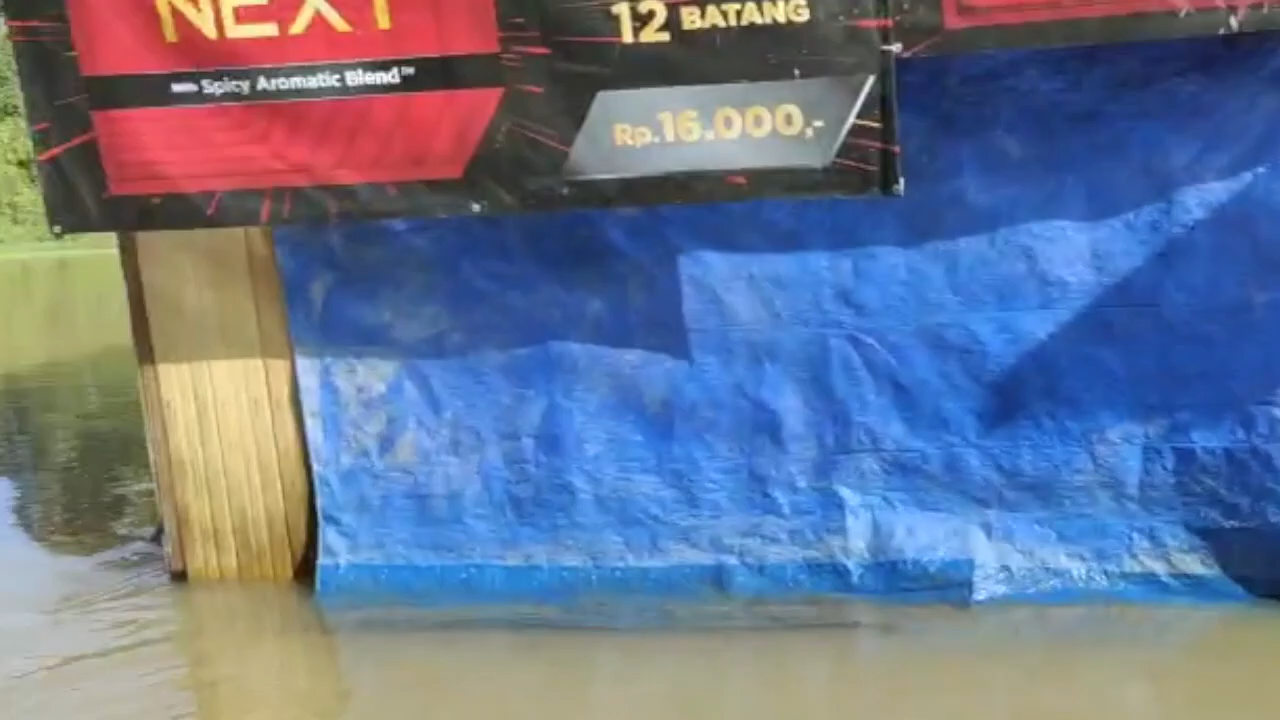 NEXT
Spicy Aromatic Blend™
12 BATANG
Rp.16.000,-